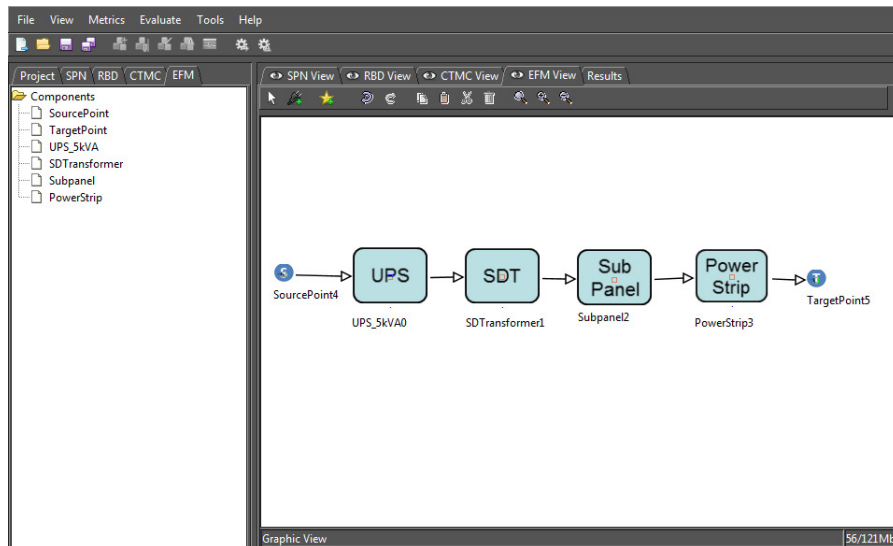 File View Metrics Evaluate Tools Help
Project SPN RBD CTMC EFM
SPN View RBD View CTMC View EFM View Results
Components
SourcePoint
TargetPoint
UPS_5kVA
SDTransformer
Subpanel
PowerStrip
S
UPS
SDT
Sub
Panel
Power
Strip
T
SourcePoint4
UPS_5kVA0
SDTransformer1
Subpanel2
PowerStrip3
TargetPoint5
Graphic View
56/121Mb